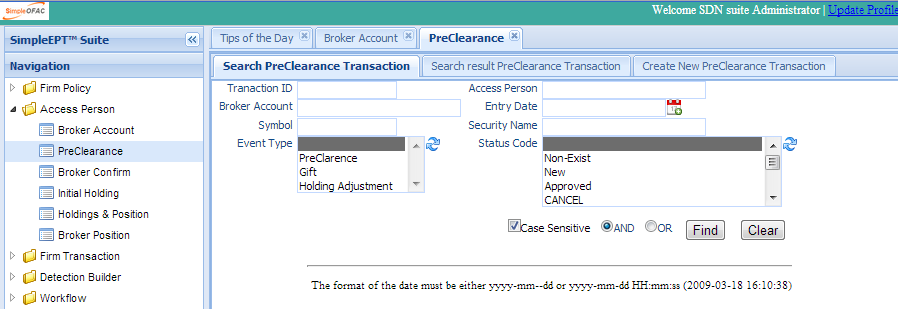 SimpleOFAC
Welcome SDN suite Administrator | Update Profile
SimpleEPT™ Suite
Tips of the Day
Broker Account
PreClearance
Navigation
Search PreClearance Transaction
Search result PreClearance Transaction
Create New PreClearance Transaction
Firm Policy
Access Person
Broker Account
PreClearance
Broker Confirm
Initial Holding
Holdings & Position
Broker Position
Firm Transaction
Detection Builder
Workflow
Tranaction ID
Access Person
Broker Account
Entry Date
Symbol
Security Name
Event Type
PreClarence
Gift
Holding Adjustment
Status Code
Non-Exist
New
Approved
CANCEL
Case Sensitive
AND
OR
Find
Clear
The format of the date must be either yyyy-mm--dd or yyyy-mm-dd HH:mm:ss (2009-03-18 16:10:38)